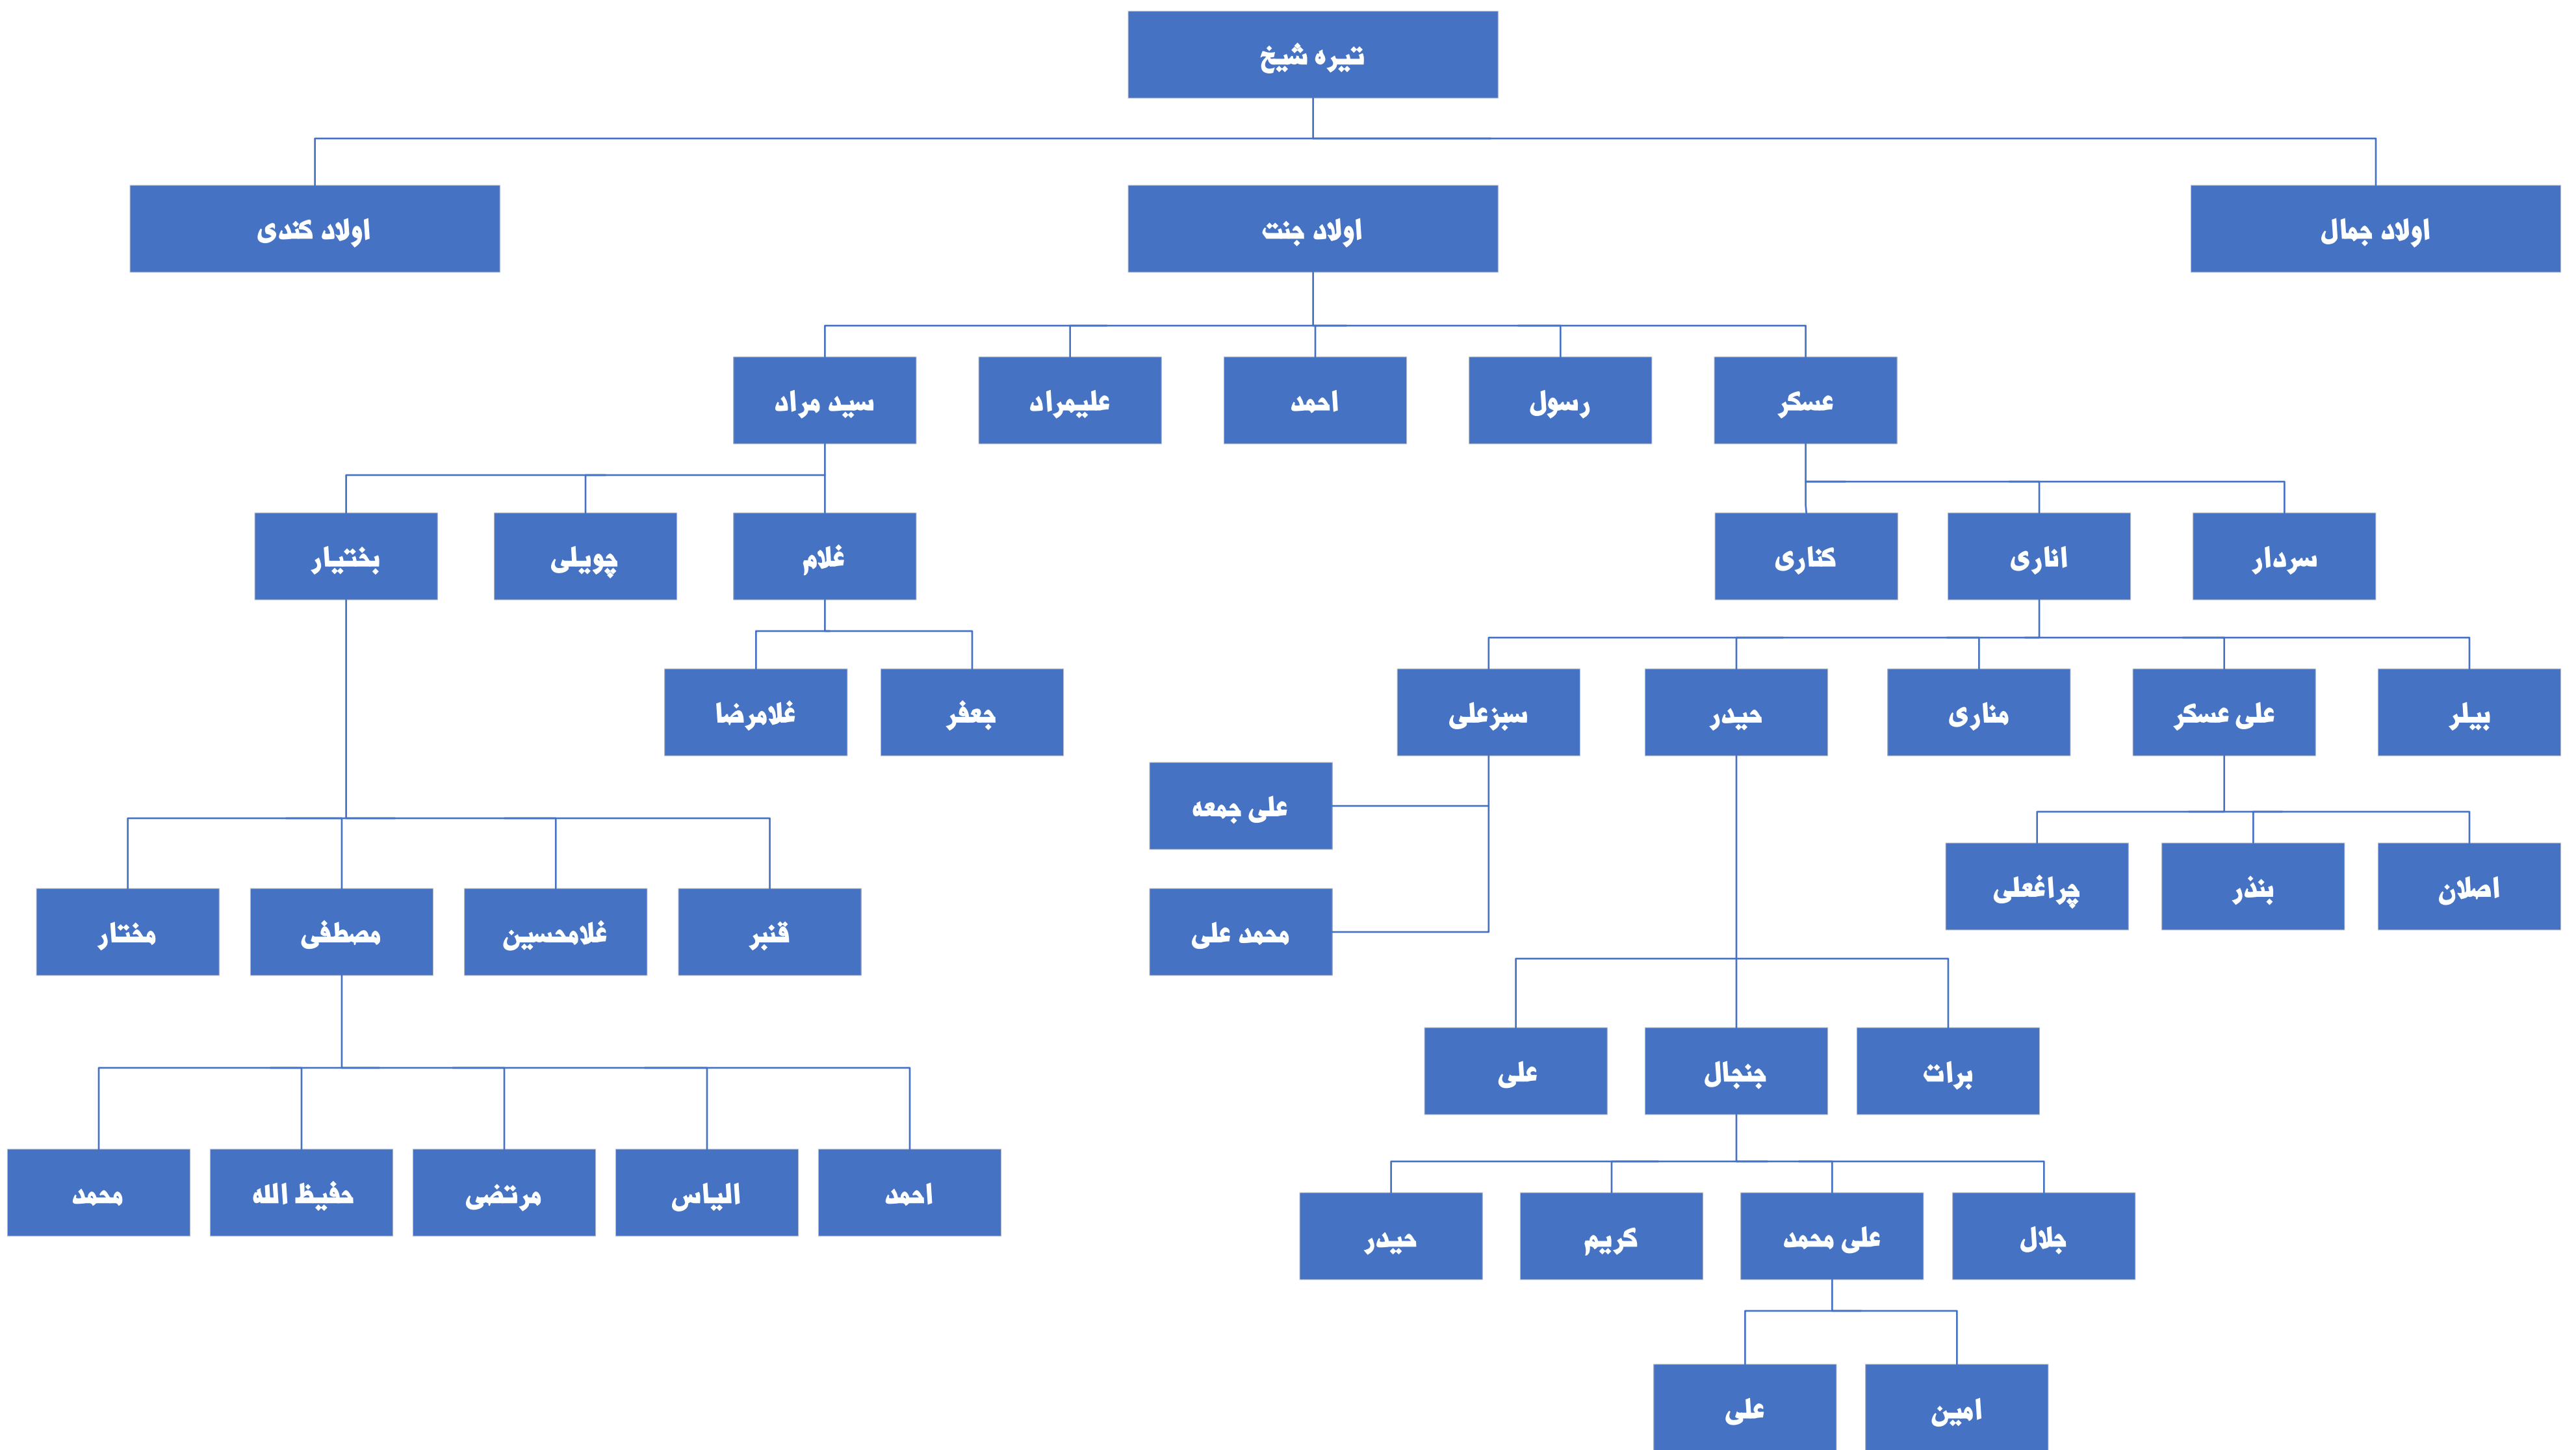 تیره شیخ
اولاد جمال
اولاد جنت
اولاد کندی
عسکر
رسول
احمد
علیمراد
سید مراد
سردار
اناری
کناری
غلام
چویلی
بختیار
بیلر
علی عسکر
مناری
حیدر
سبزعلی
جعفر
غلامرضا
علی جمعه
اصلان
بنذر
چراغعلی
محمد علی
قنبر
غلامحسین
مصطفی
مختار
برات
جنجال
علی
احمد
الیاس
مرتضی
حفیظ الله
محمد
جلال
علی محمد
کریم
حیدر
امین
علی